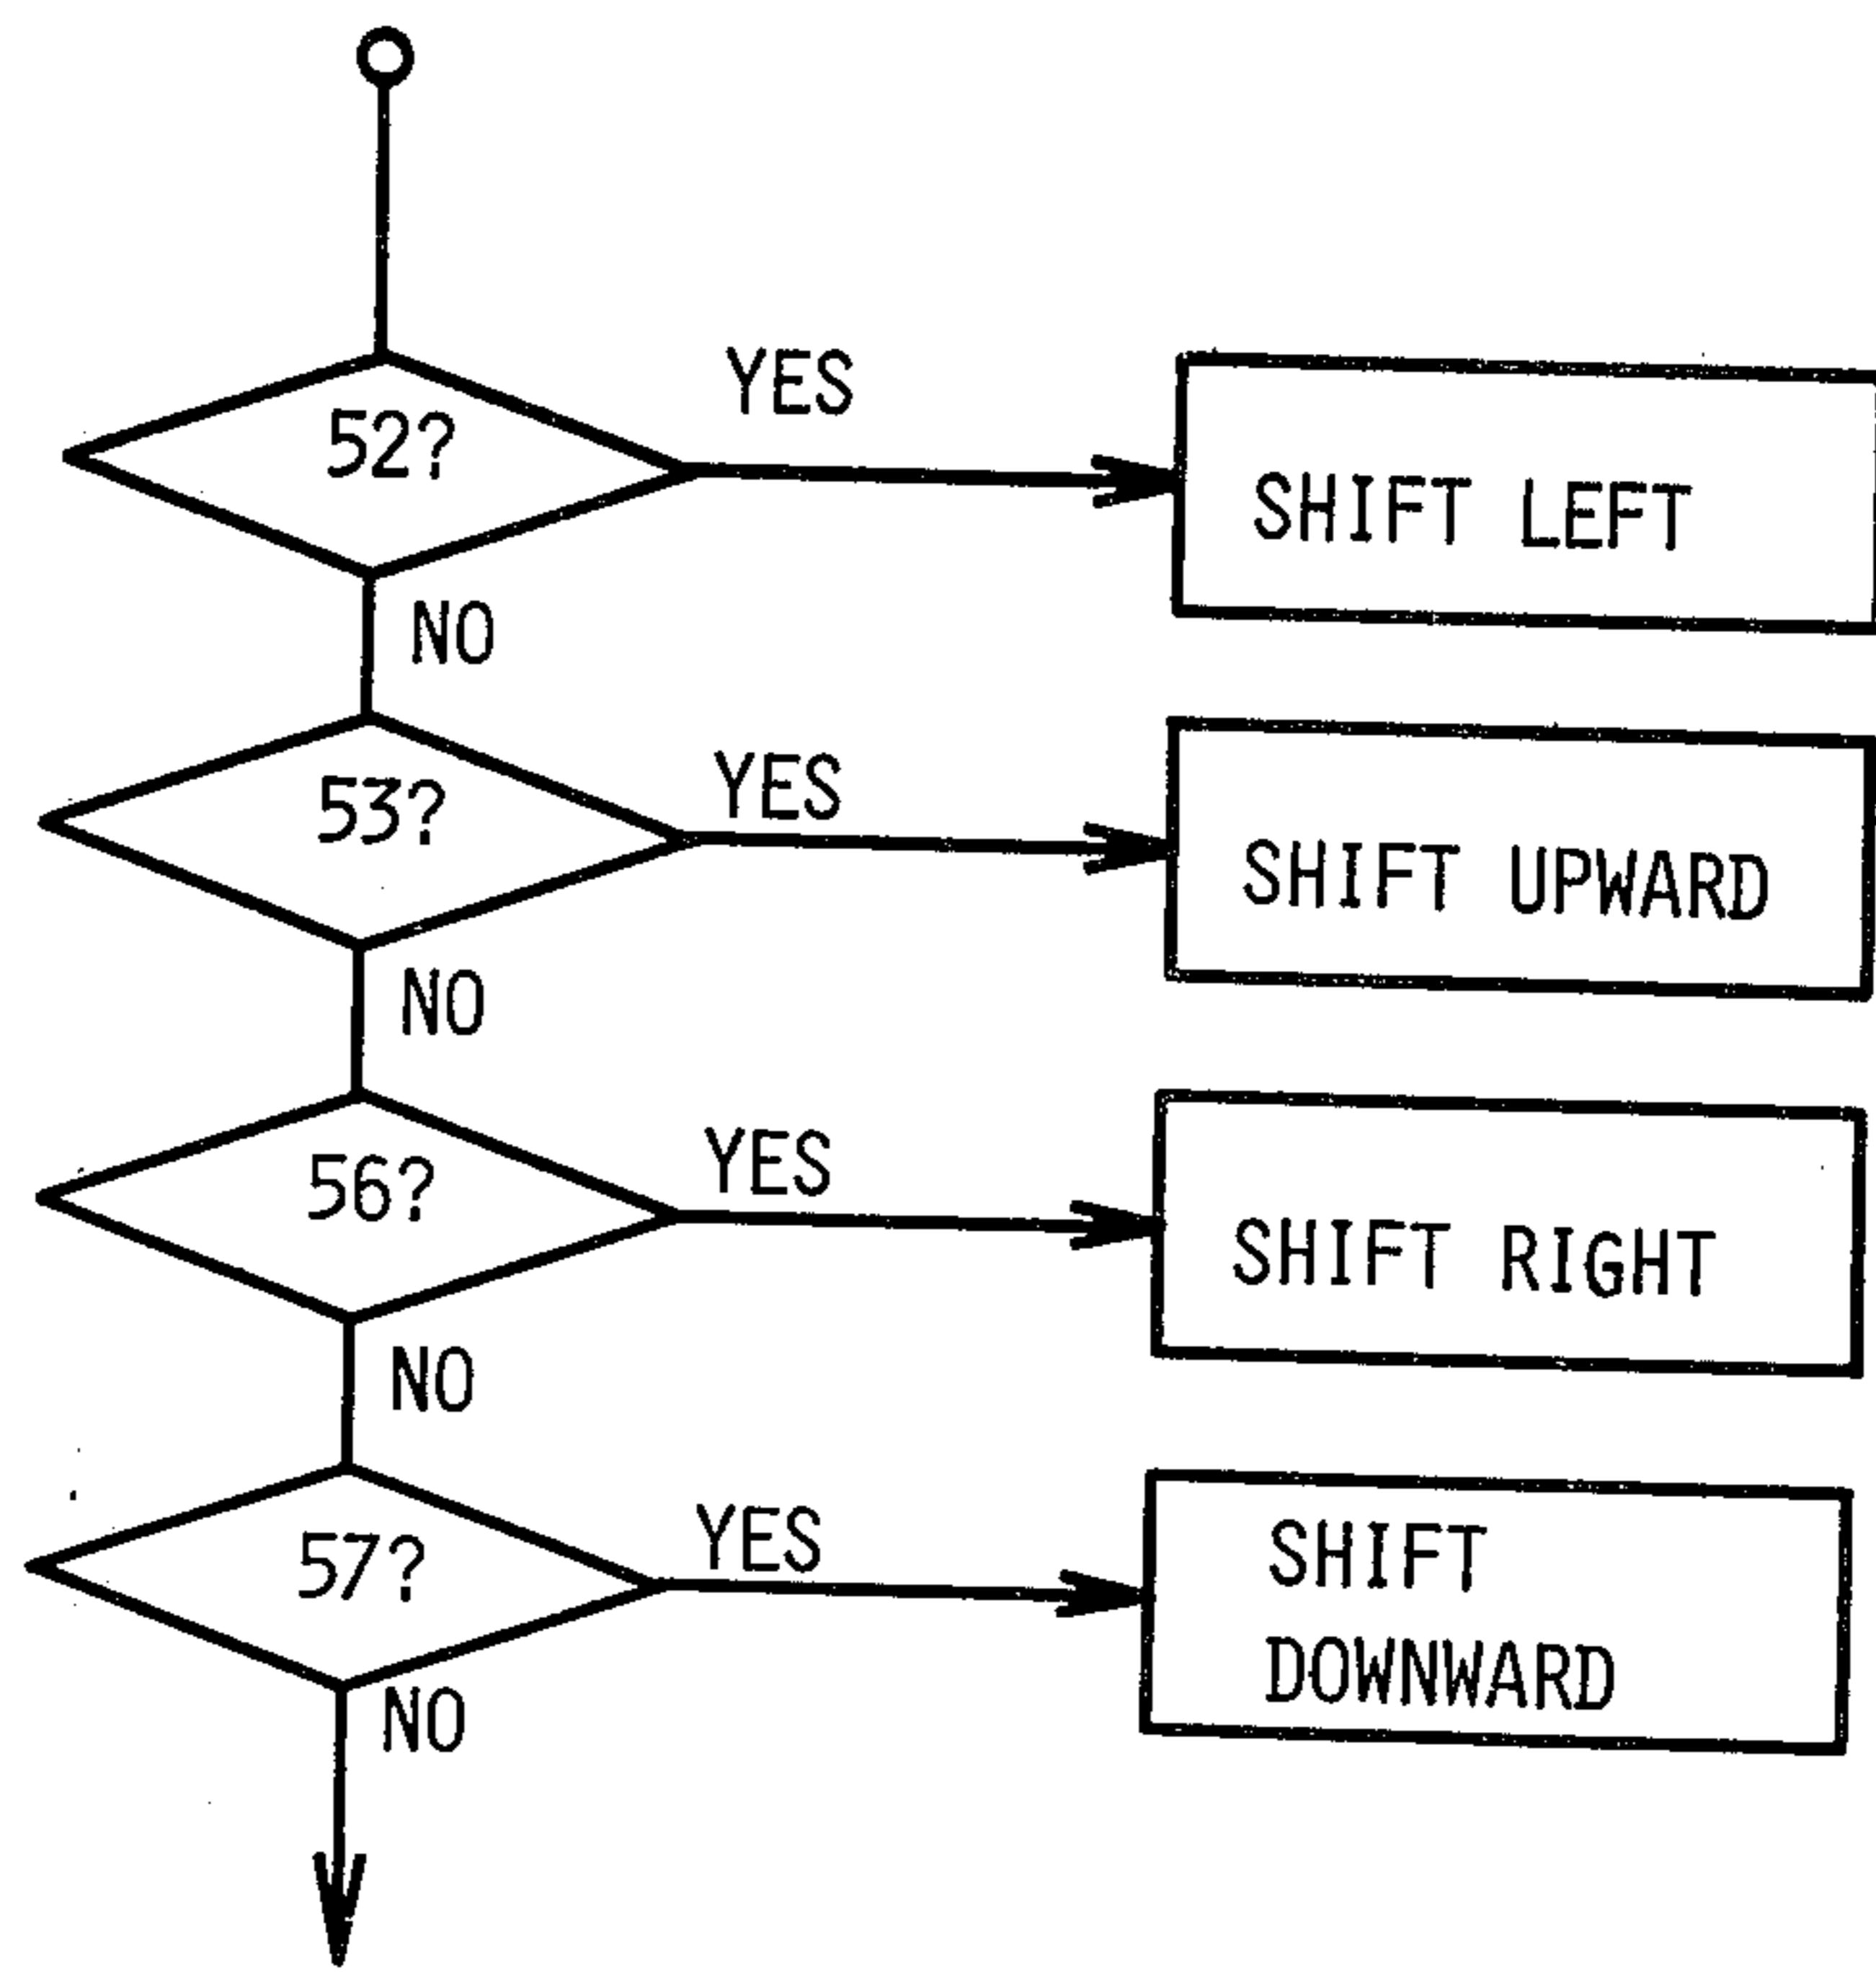 YES
52?
SHIFT LEFT
NO
YES
53?
SHIFT UPWARD
NO
YES
56?
SHIFT RIGHT
NO
YES
57?
SHIFT
DOWNWARD
NO